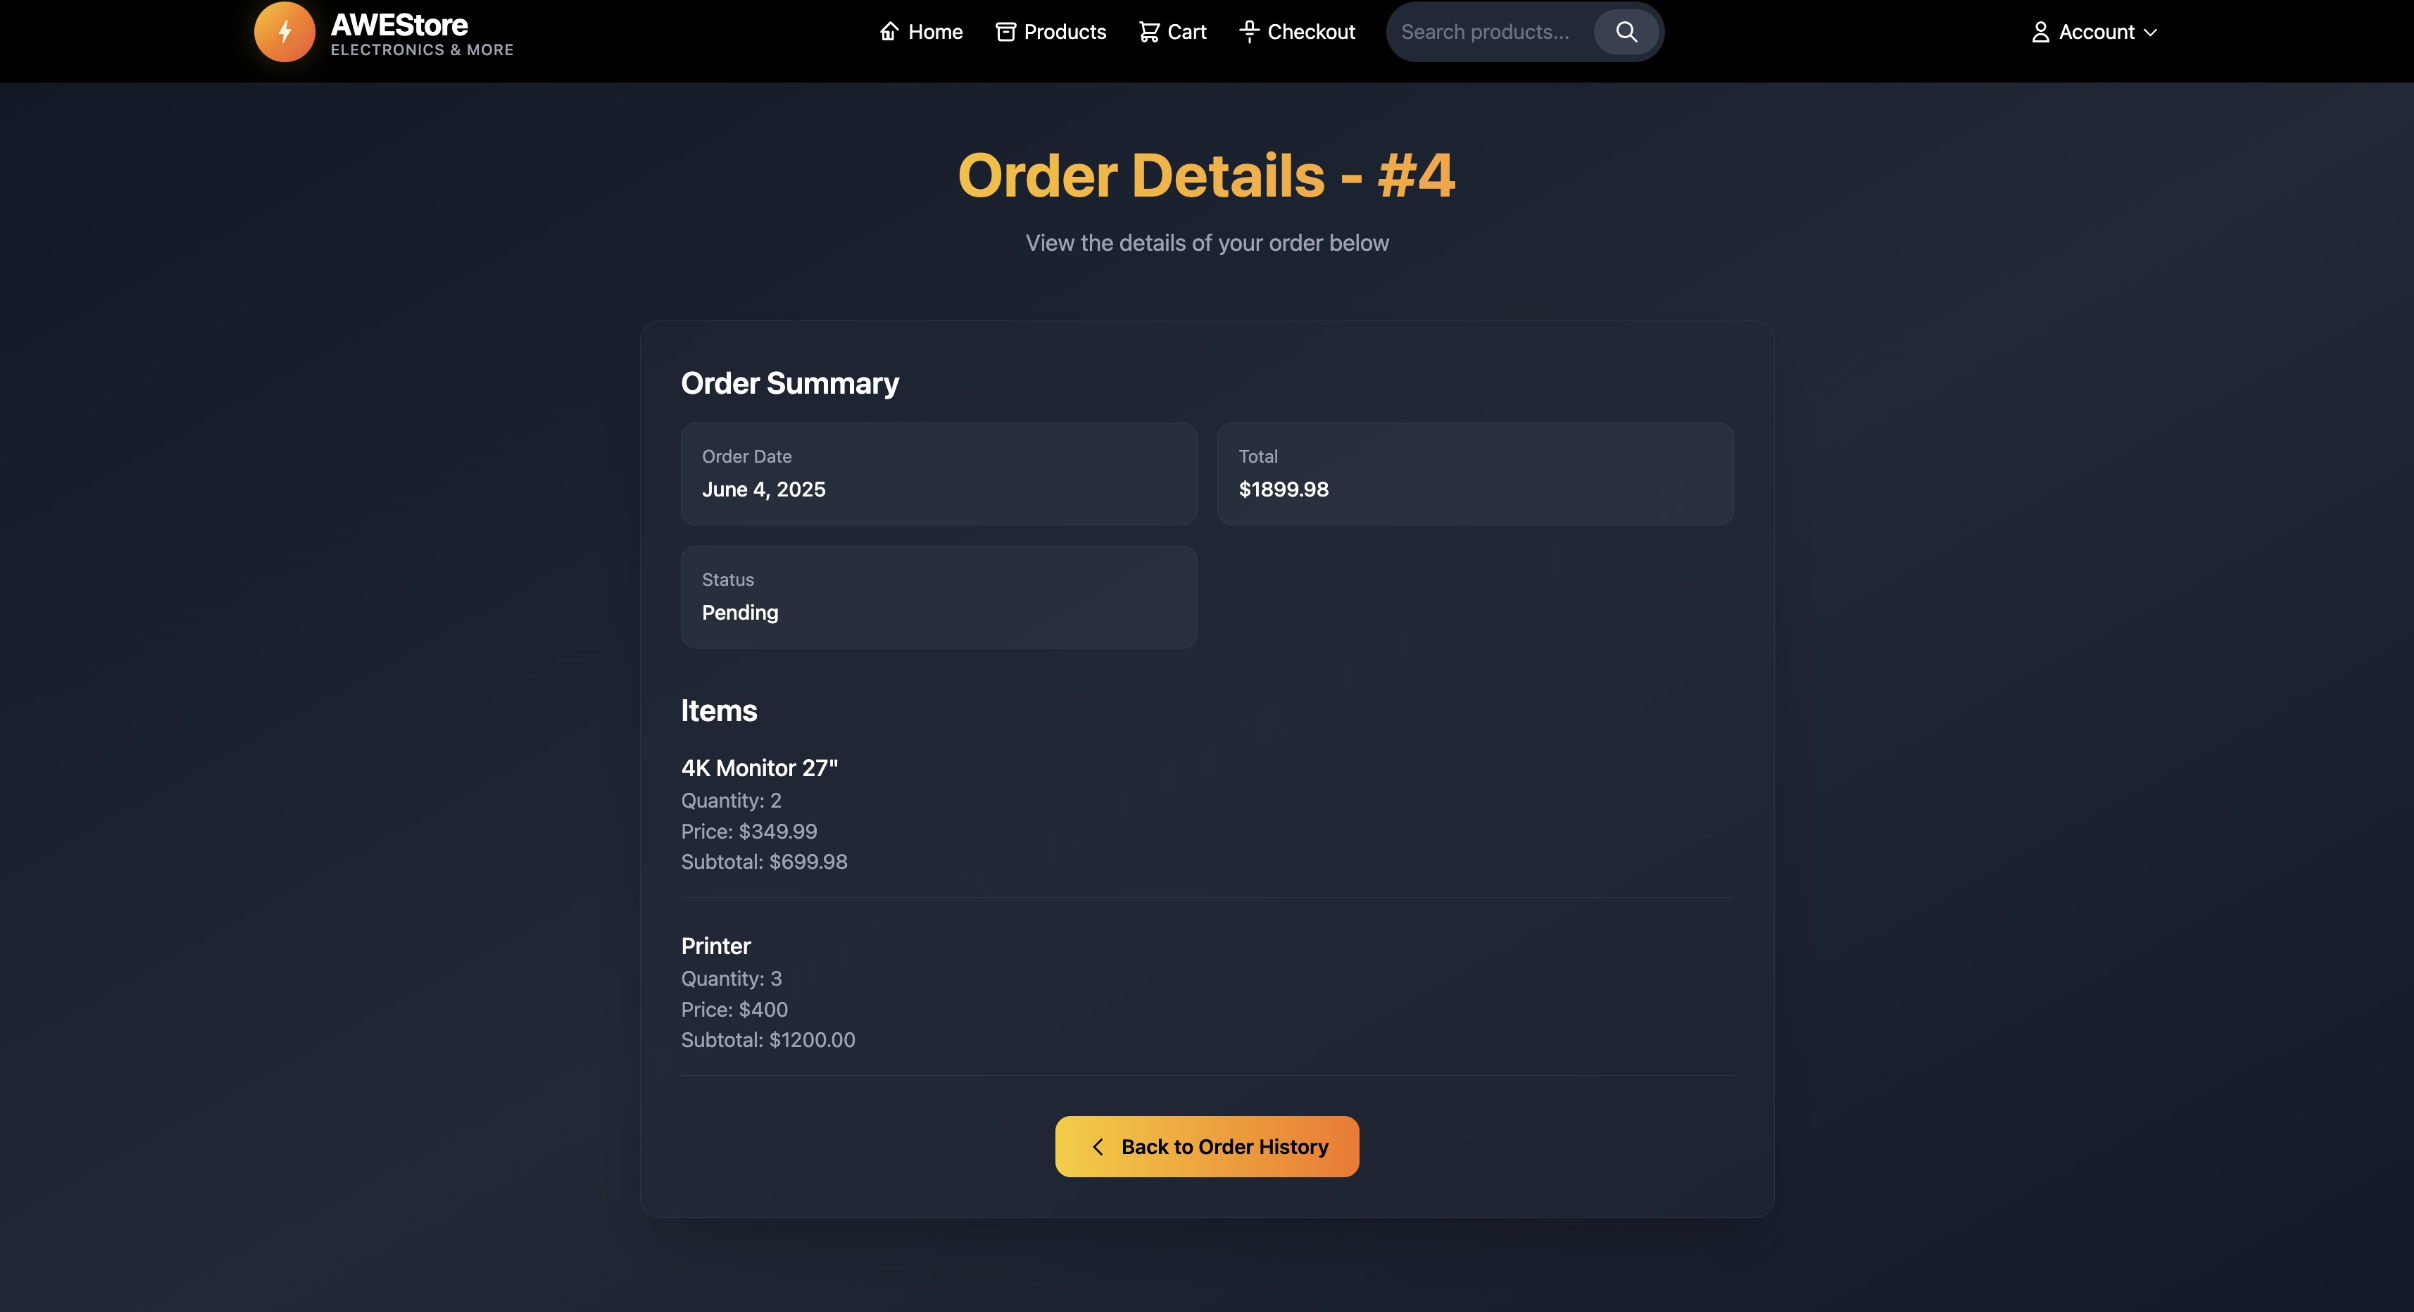 AWEStore
ELECTRONICS & MORE
Home
Products
Cart
Checkout
Search products...
Account
Order Details - #4
View the details of your order below
Order Summary
Order Date
June 4, 2025
Total
$1899.98
Status
Pending
Items
4K Monitor 27"
Quantity: 2
Price: $349.99
Subtotal: $699.98
Printer
Quantity: 3
Price: $400
Subtotal: $1200.00
Back to Order History